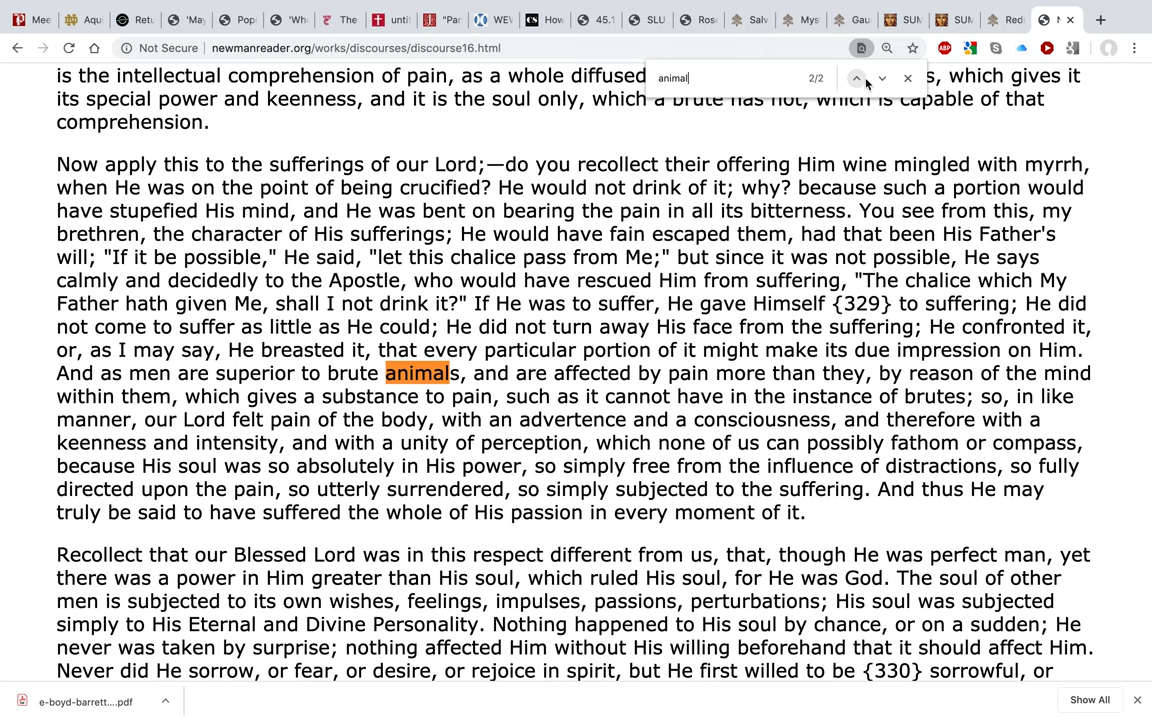 Mee
Aqui
Retu
'May
Pop
'Wh
The
unti
"Par
WEV
How
45.1
SLU
Rose
Salv
Mys
Gau
SUM
SUM
Red
Not Secure | newmanreader.org/works/discourses/discourse16.html
ABP
animal 2/2
is the intellectual comprehension of pain, as a whole diffused s, which gives it
its special power and keenness, and it is the soul only, which a brute has not, which is capable of that
comprehension.
Now apply this to the sufferings of our Lord;—do you recollect their offering Him wine mingled with myrrh,
when He was on the point of being crucified? He would not drink of it; why? because such a portion would
have stupefied His mind, and He was bent on bearing the pain in all its bitterness. You see from this, my
brethren, the character of His sufferings; He would have fain escaped them, had that been His Father's
will; "If it be possible," He said, "let this chalice pass from Me;" but since it was not possible, He says
calmly and decidedly to the Apostle, who would have rescued Him from suffering, "The chalice which My
Father hath given Me, shall I not drink it?" If He was to suffer, He gave Himself {329} to suffering; He did
not come to suffer as little as He could; He did not turn away His face from the suffering; He confronted it,
or, as I may say, He breasted it, that every particular portion of it might make its due impression on Him.
And as men are superior to brute animals, and are affected by pain more than they, by reason of the mind
within them, which gives a substance to pain, such as it cannot have in the instance of brutes; so, in like
manner, our Lord felt pain of the body, with an advertence and a consciousness, and therefore with a
keenness and intensity, and with a unity of perception, which none of us can possibly fathom or compass,
because His soul was so absolutely in His power, so simply free from the influence of distractions, so fully
directed upon the pain, so utterly surrendered, so simply subjected to the suffering. And thus He may
truly be said to have suffered the whole of His passion in every moment of it.
Recollect that our Blessed Lord was in this respect different from us, that, though He was perfect man, yet
there was a power in Him greater than His soul, which ruled His soul, for He was God. The soul of other
men is subjected to its own wishes, feelings, impulses, passions, perturbations; His soul was subjected
simply to His Eternal and Divine Personality. Nothing happened to His soul by chance, or on a sudden; He
never was taken by surprise; nothing affected Him without His willing beforehand that it should affect Him.
Never did He sorrow, or fear, or desire, or rejoice in spirit, but He first willed to be {330} sorrowful, or
e-boyd-barrett....pdf
Show All